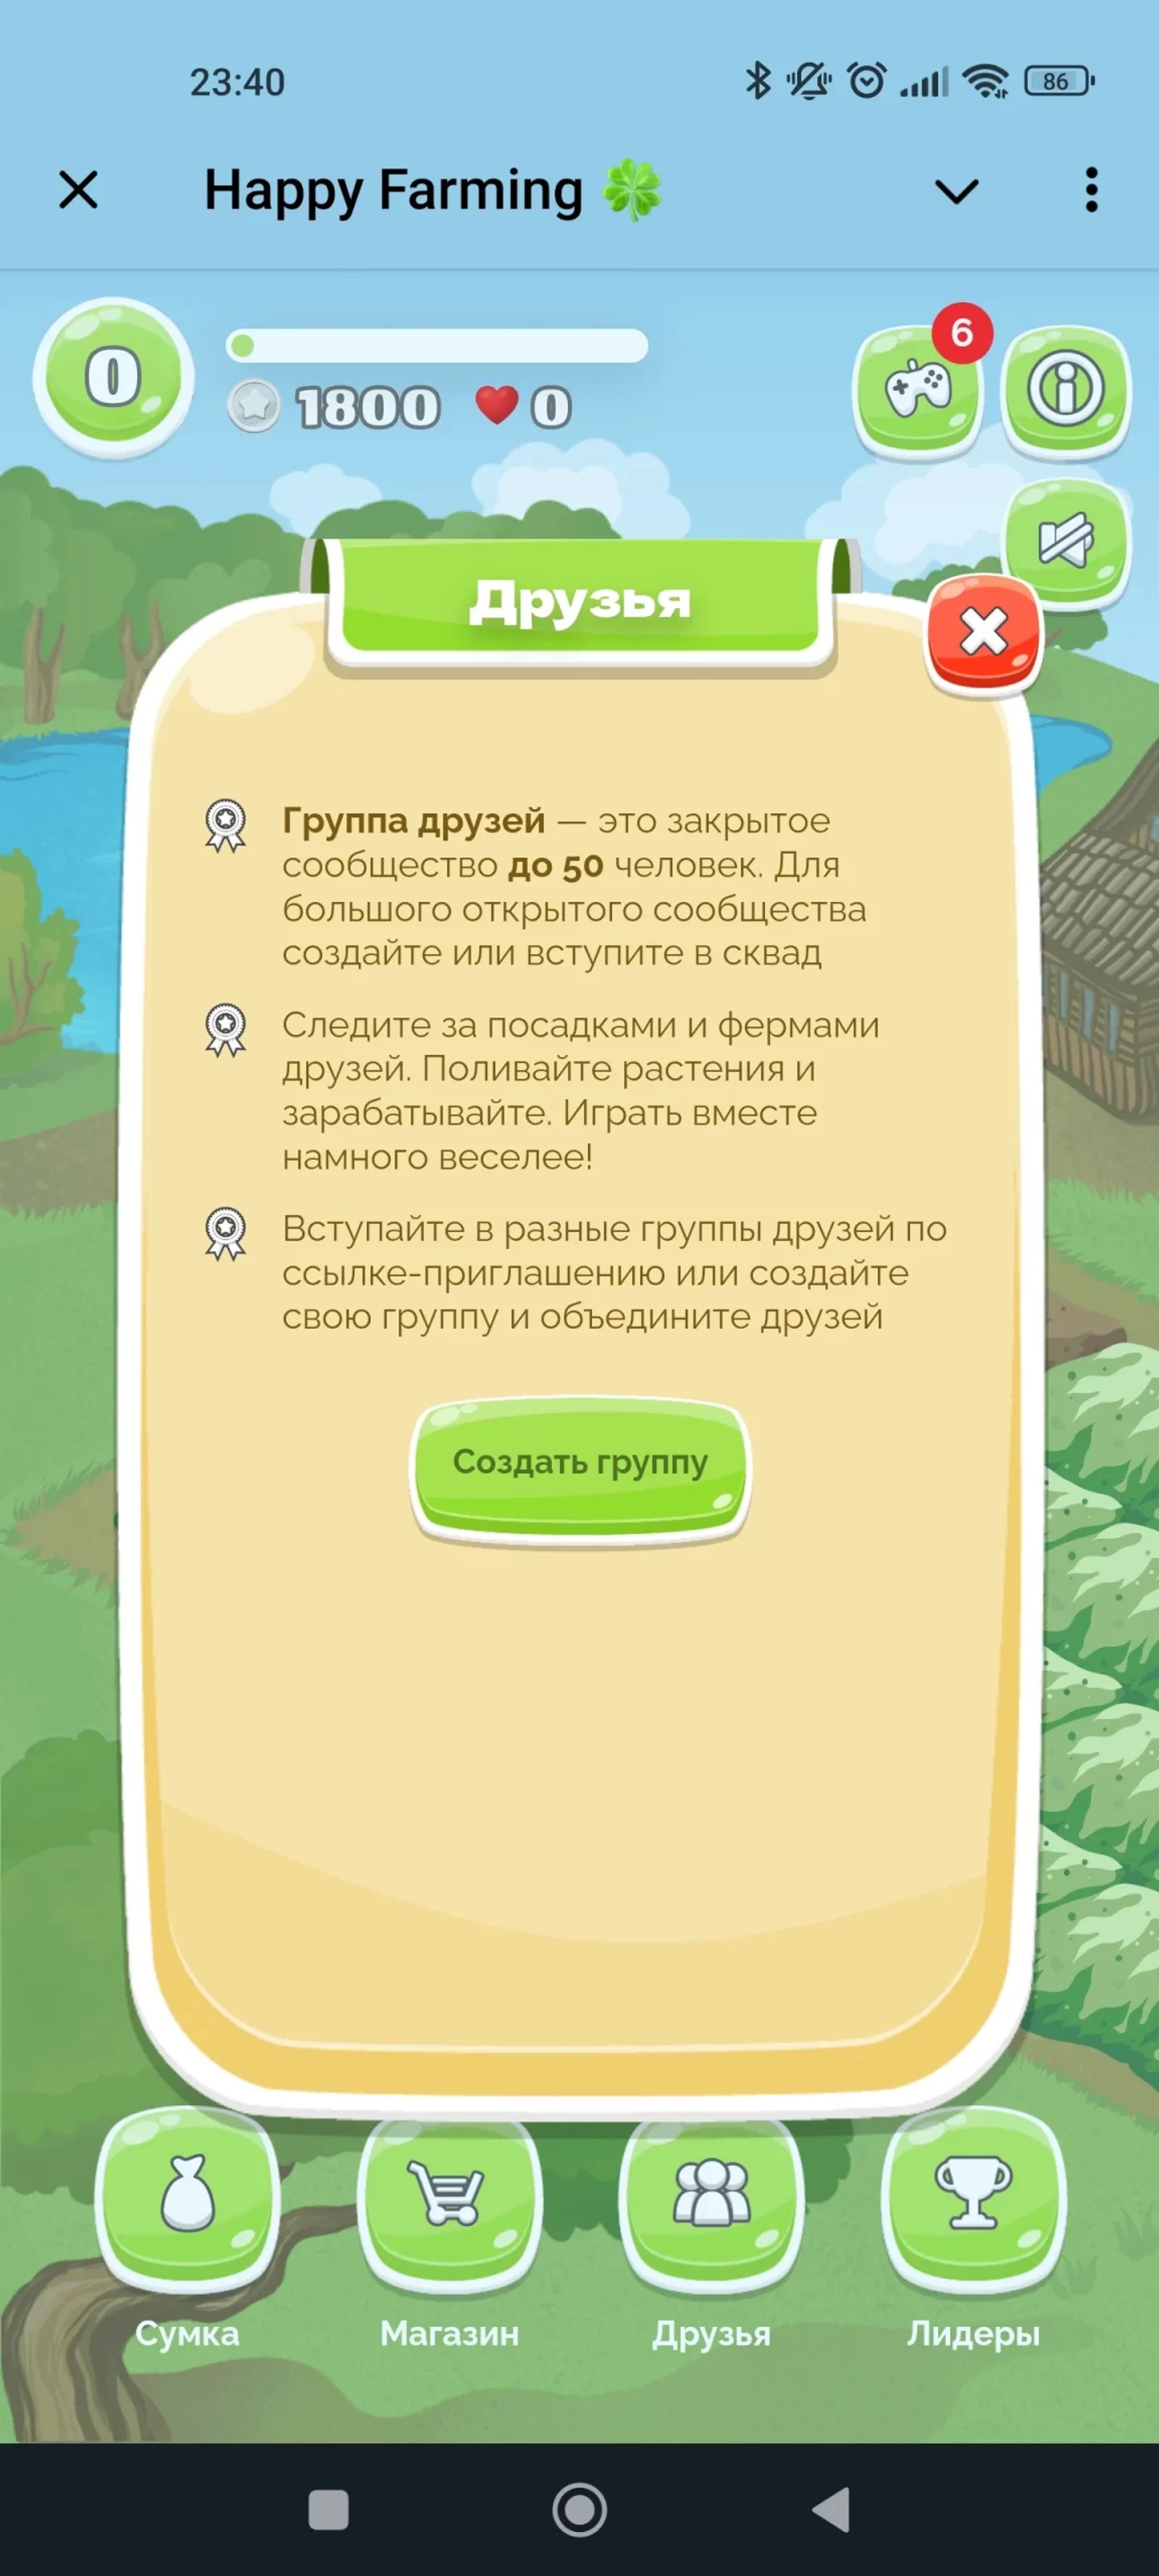 23:40
86
Happy Farming 🍀
0
6
1800
0
Друзья
Группа друзей — это закрытое
сообщество до 50 человек. Для
большого открытого сообщества
создайте или вступите в сквад
Следите за посадками и фермами
друзей. Поливайте растения и
зарабатывайте. Играть вместе
намного веселее!
Вступайте в разные группы друзей по
ссылке-приглашению или создайте
свою группу и объедините друзей
Создать группу
Сумка
Магазин
Друзья
Лидеры